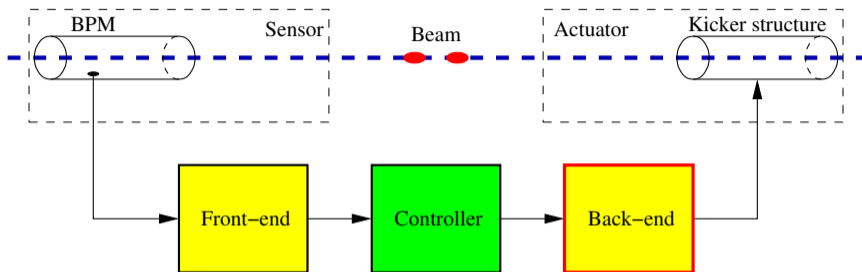 BPM
Sensor
Beam
Actuator
Kicker structure
Front−end
Controller
Back−end